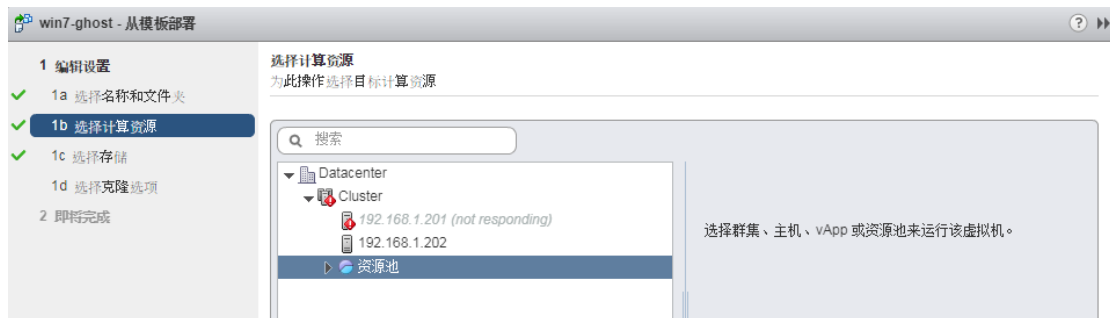 win7-ghost - 从模板部署
1 编辑设置
1a 选择名称和文件夹
1b 选择计算资源
1c 选择存储
1d 选择克隆选项
2 即将完成
选择计算资源
为此操作选择目标计算资源
搜索
Datacenter
Cluster
192.168.1.201 (not responding)
192.168.1.202
资源池
选择群集、主机、vApp 或资源池来运行该虚拟机。